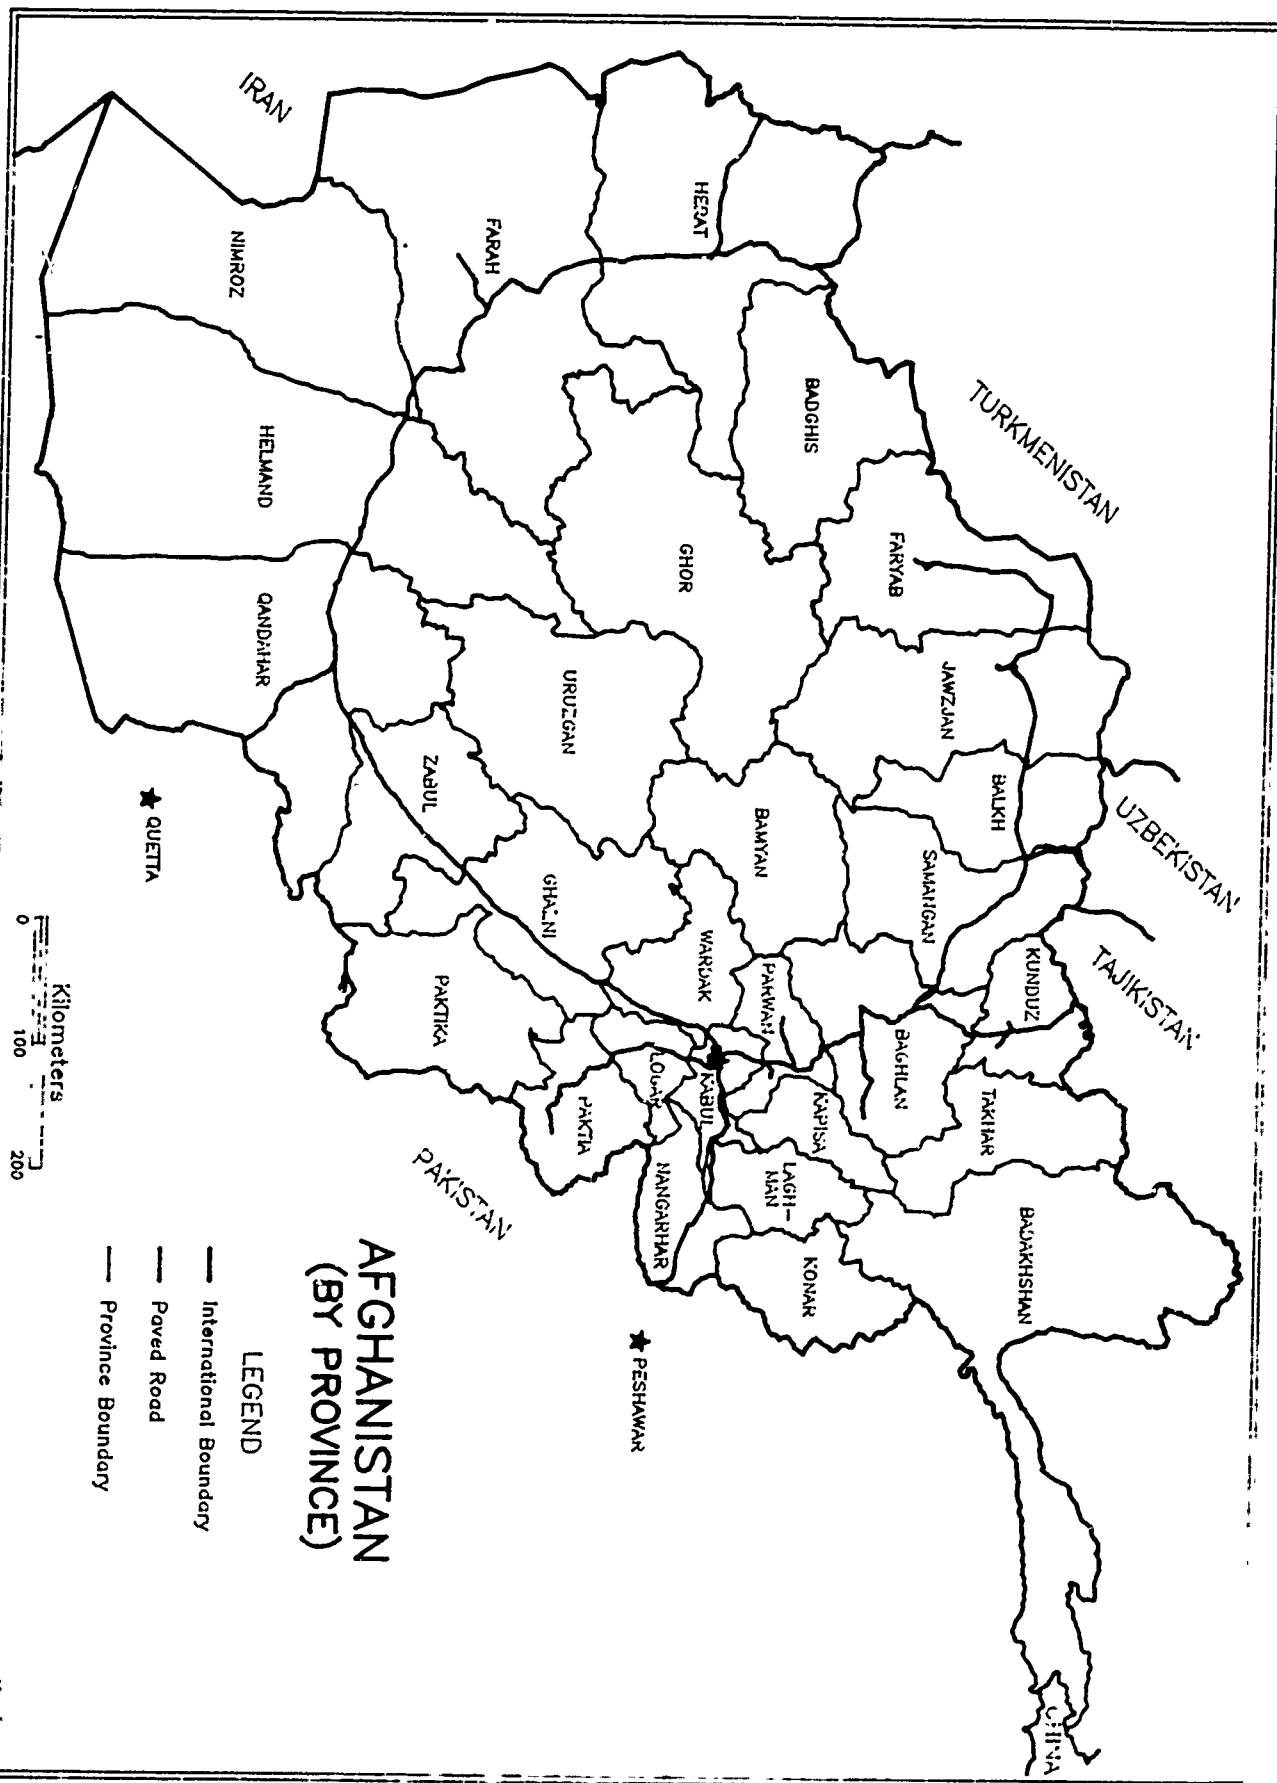 AFGHANISTAN
(BY PROVINCE)
LEGEND
International Boundary
Paved Road
Province Boundary
Kilometers
0 100 200
IRAN
TURKMENISTAN
UZBEKISTAN
TAJIKISTAN
CHINA
PAKISTAN
QUETTA
PESHAWAR
HERAT
BADGHIS
FARYAB
JAWZJAN
BALKH
SAMANGAN
KUNDUZ
BAGHLAN
TAKHAR
BADAKHSHAN
FARAH
GHOR
BAMYAN
PARWAN
KAPISA
LAGH-
MAN
KONAR
WARDAK
KABUL
LOGAR
NANGARHAR
URUZGAN
GHAZNI
PAKTIA
NIMROZ
HELMAND
QANDAHAR
ZABUL
PAKTIKA